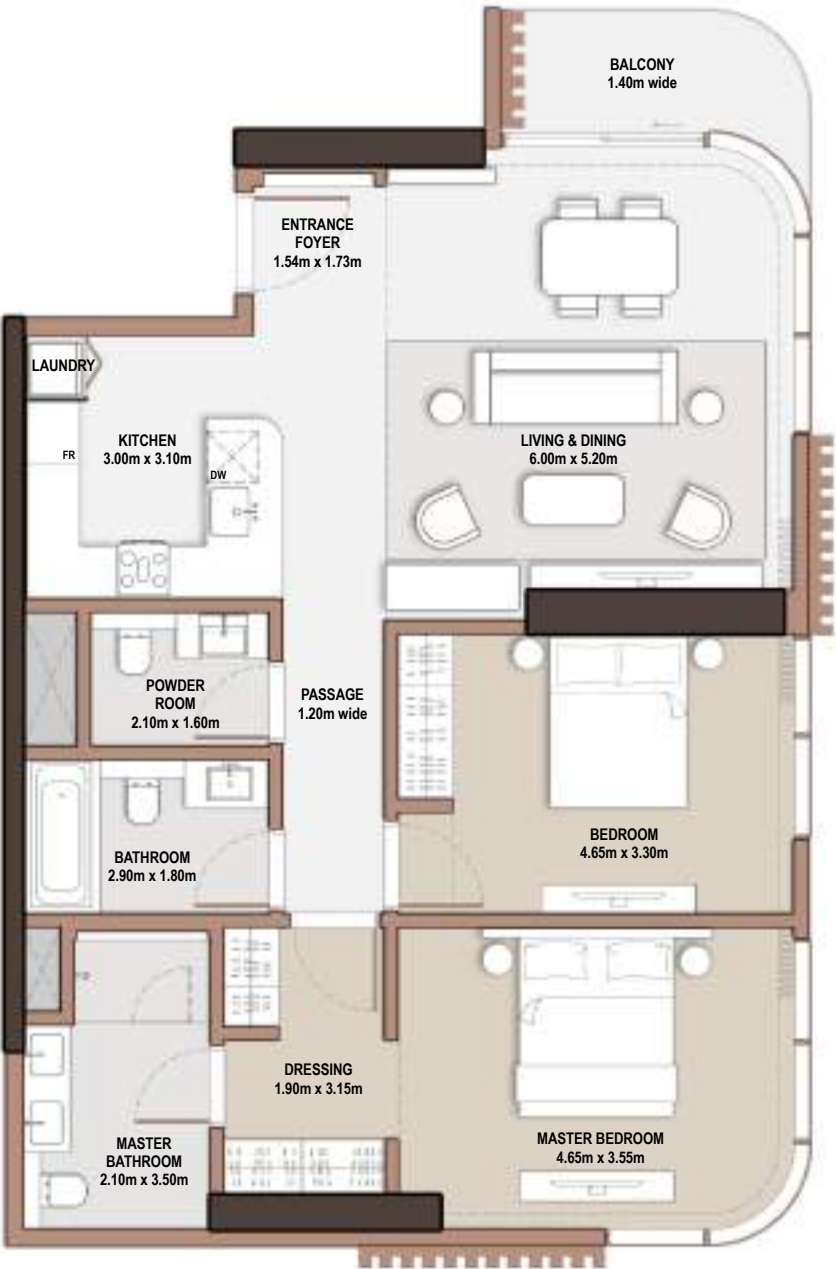 BALCONY
1.40m wide
ENTRANCE
FOYER
1.54m x 1.73m
LAUNDRY
KITCHEN
3.00m x 3.10m
FR
DW
LIVING & DINING
6.00m x 5.20m
POWDER
ROOM
2.10m x 1.60m
PASSAGE
1.20m wide
BATHROOM
2.90m x 1.80m
BEDROOM
4.65m x 3.30m
DRESSING
1.90m x 3.15m
MASTER
BATHROOM
2.10m x 3.50m
MASTER BEDROOM
4.65m x 3.55m